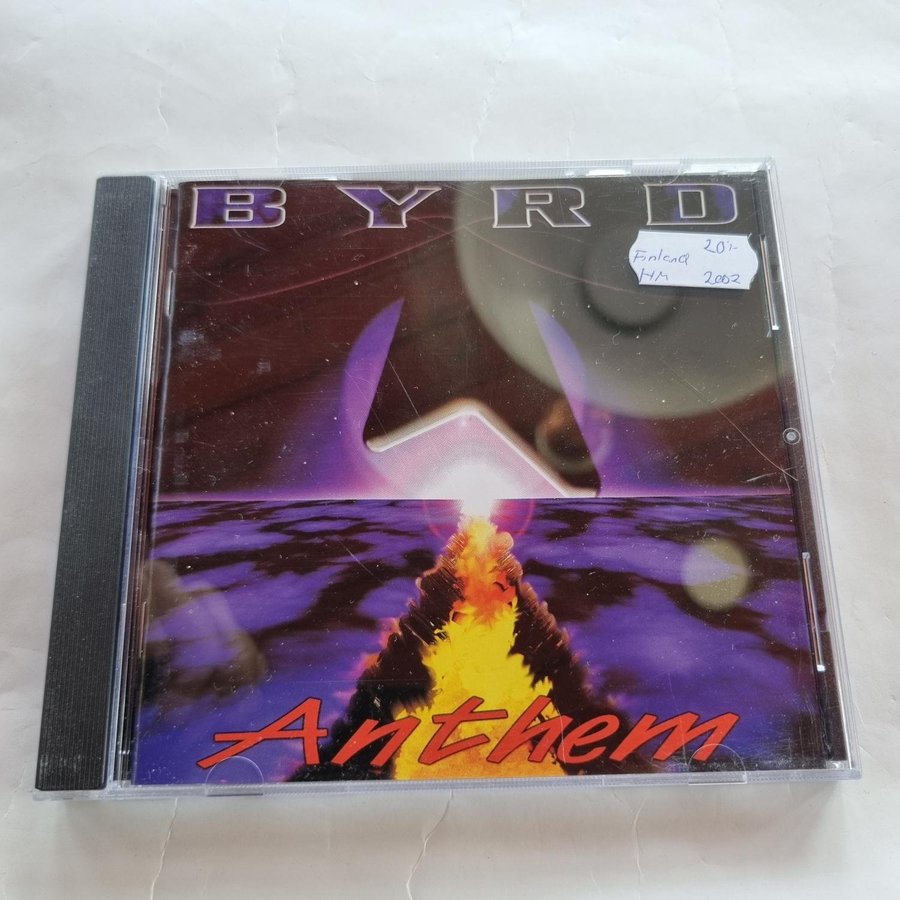 BYRD
Finland 20:-
HM 2002
Anthem